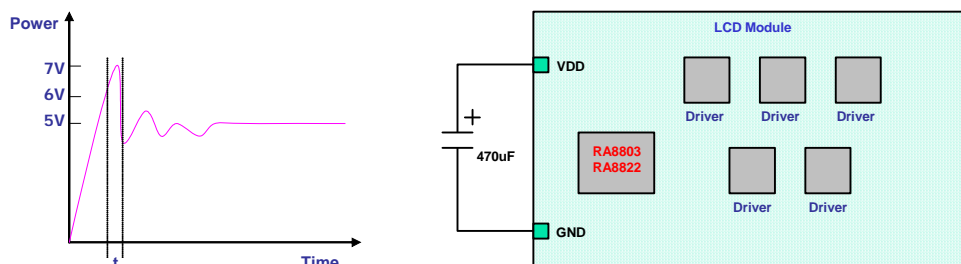 Power
7V
6V
5V
t
Time
LCD Module
VDD
+
470uF
GND
RA8803
RA8822
Driver
Driver
Driver
Driver
Driver